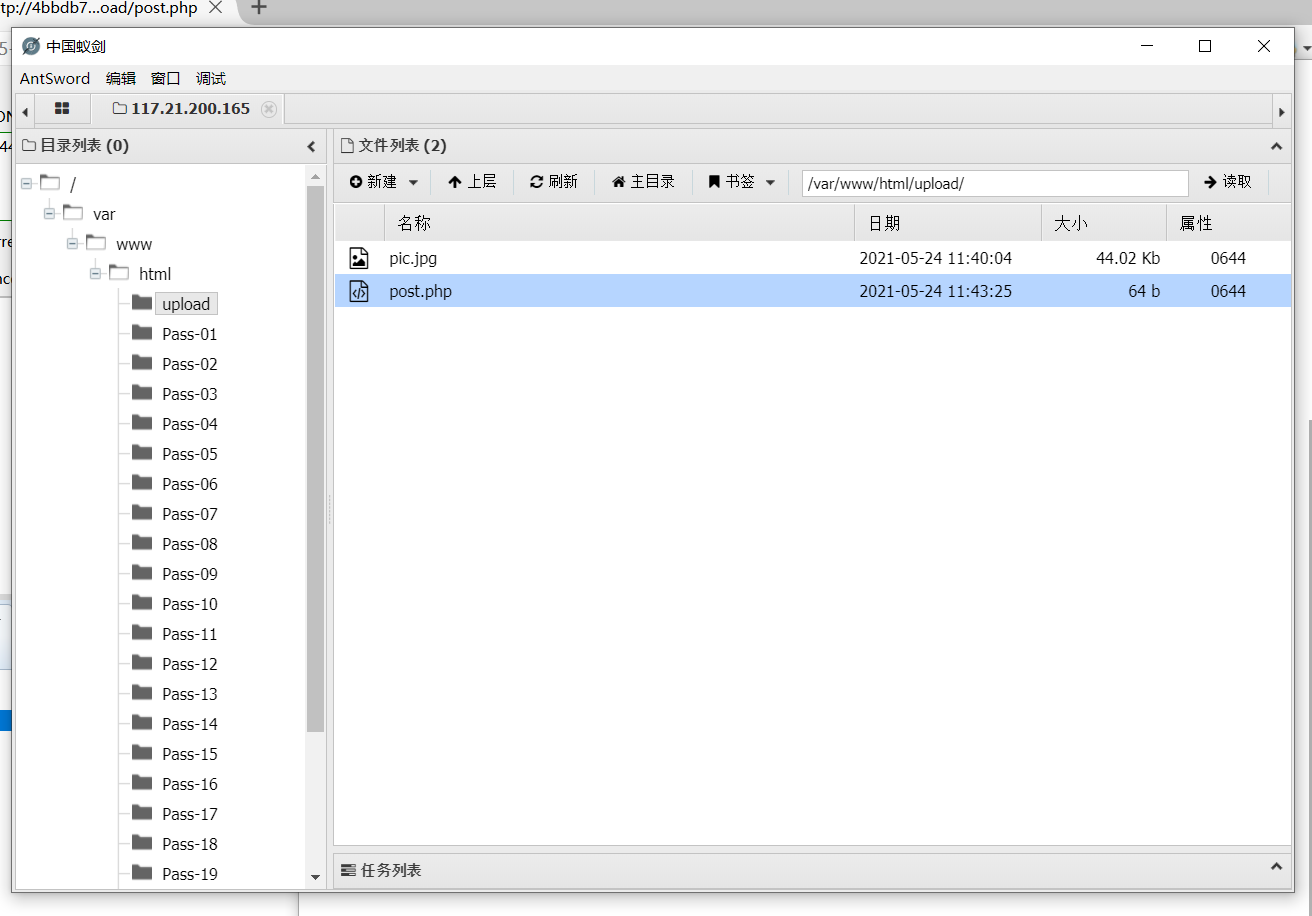 tp://4bbdb7...oad/post.php
中国蚁剑
AntSword 编辑 窗口 调试
117.21.200.165
目录列表 (0)
/
var
www
html
upload
Pass-01
Pass-02
Pass-03
Pass-04
Pass-05
Pass-06
Pass-07
Pass-08
Pass-09
Pass-10
Pass-11
Pass-12
Pass-13
Pass-14
Pass-15
Pass-16
Pass-17
Pass-18
Pass-19
文件列表 (2)
新建 上层 刷新 主目录 书签 /var/www/html/upload/ 读取
名称 日期 大小 属性
pic.jpg 2021-05-24 11:40:04 44.02 Kb 0644
post.php 2021-05-24 11:43:25 64 b 0644
任务列表